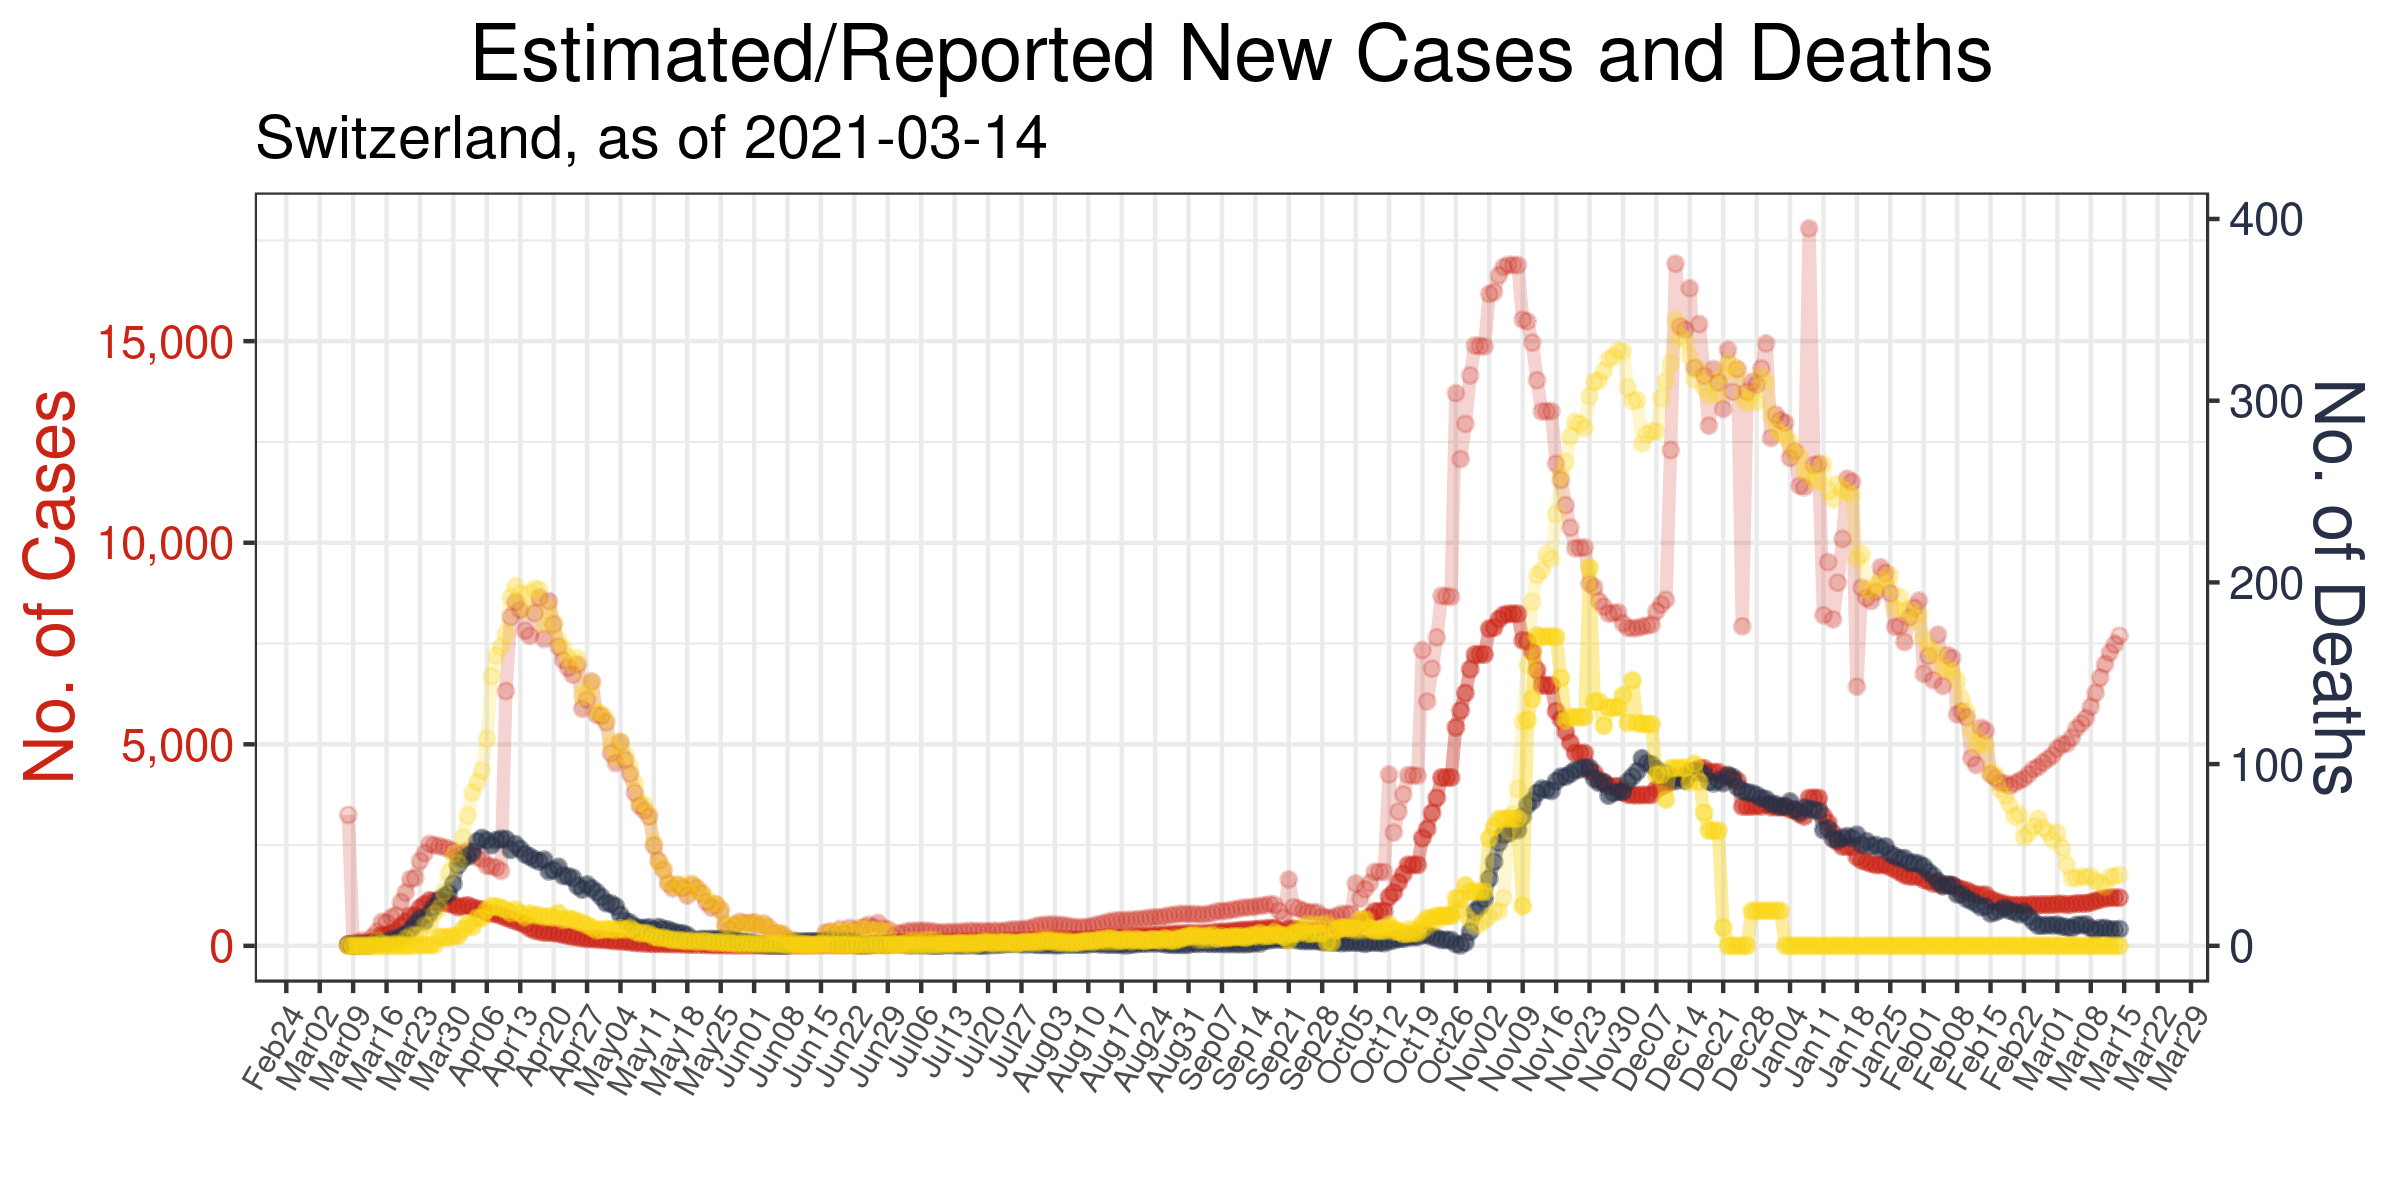 Estimated/Reported New Cases and Deaths
Switzerland, as of 2021-03-14
No. of Cases
15,000
10,000
5,000
0
400
300
200
100
0
No. of Deaths
Feb24
Mar02
Mar09
Mar16
Mar23
Mar30
Apr06
Apr13
Apr20
Apr27
May04
May11
May18
May25
Jun01
Jun08
Jun15
Jun22
Jun29
Jul06
Jul13
Jul20
Jul27
Aug03
Aug10
Aug17
Aug24
Aug31
Sep07
Sep14
Sep21
Sep28
Oct05
Oct12
Oct19
Oct26
Nov02
Nov09
Nov16
Nov23
Nov30
Dec07
Dec14
Dec21
Dec28
Jan04
Jan11
Jan18
Jan25
Feb01
Feb08
Feb15
Feb22
Mar01
Mar08
Mar15
Mar22
Mar29